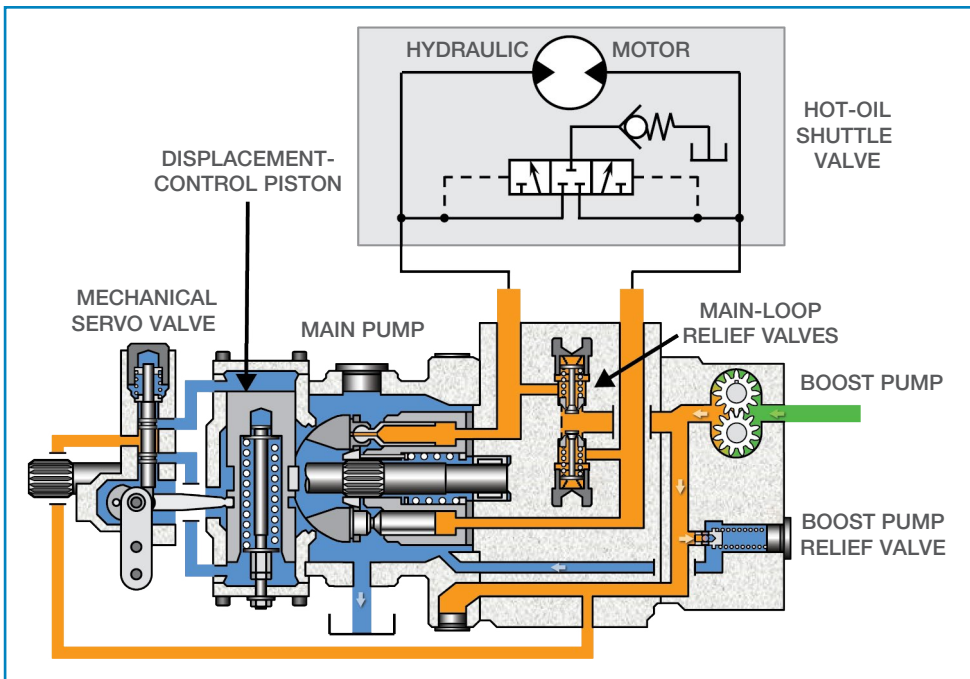 HYDRAULIC MOTOR
HOT-OIL
SHUTTLE
VALVE
DISPLACEMENT-
CONTROL PISTON
MECHANICAL
SERVO VALVE
MAIN PUMP
MAIN-LOOP
RELIEF VALVES
BOOST PUMP
BOOST PUMP
RELIEF VALVE